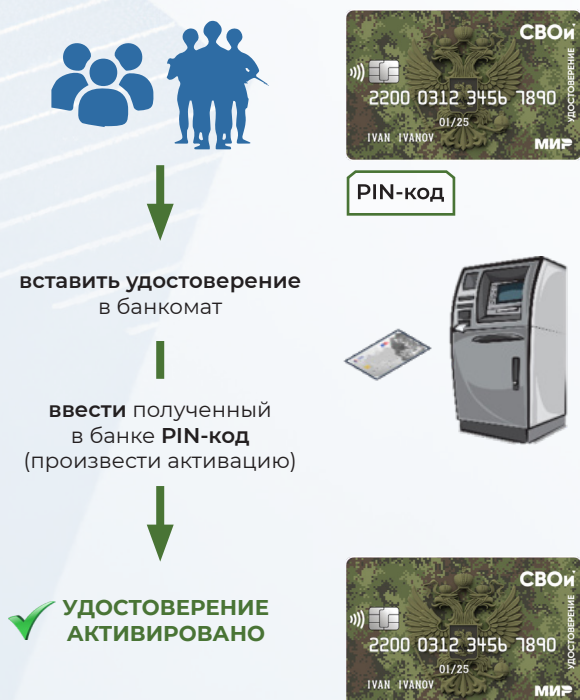 СВОи
УДОСТОВЕРЕНИЕ
2200 0312 3456 7890
01/25
IVAN IVANOV
МИР
PIN-код
вставить удостоверение
в банкомат
ввести полученный
в банке PIN-код
(произвести активацию)
УДОСТОВЕРЕНИЕ
АКТИВИРОВАНО
СВОи
УДОСТОВЕРЕНИЕ
2200 0312 3456 7890
01/25
IVAN IVANOV
МИР